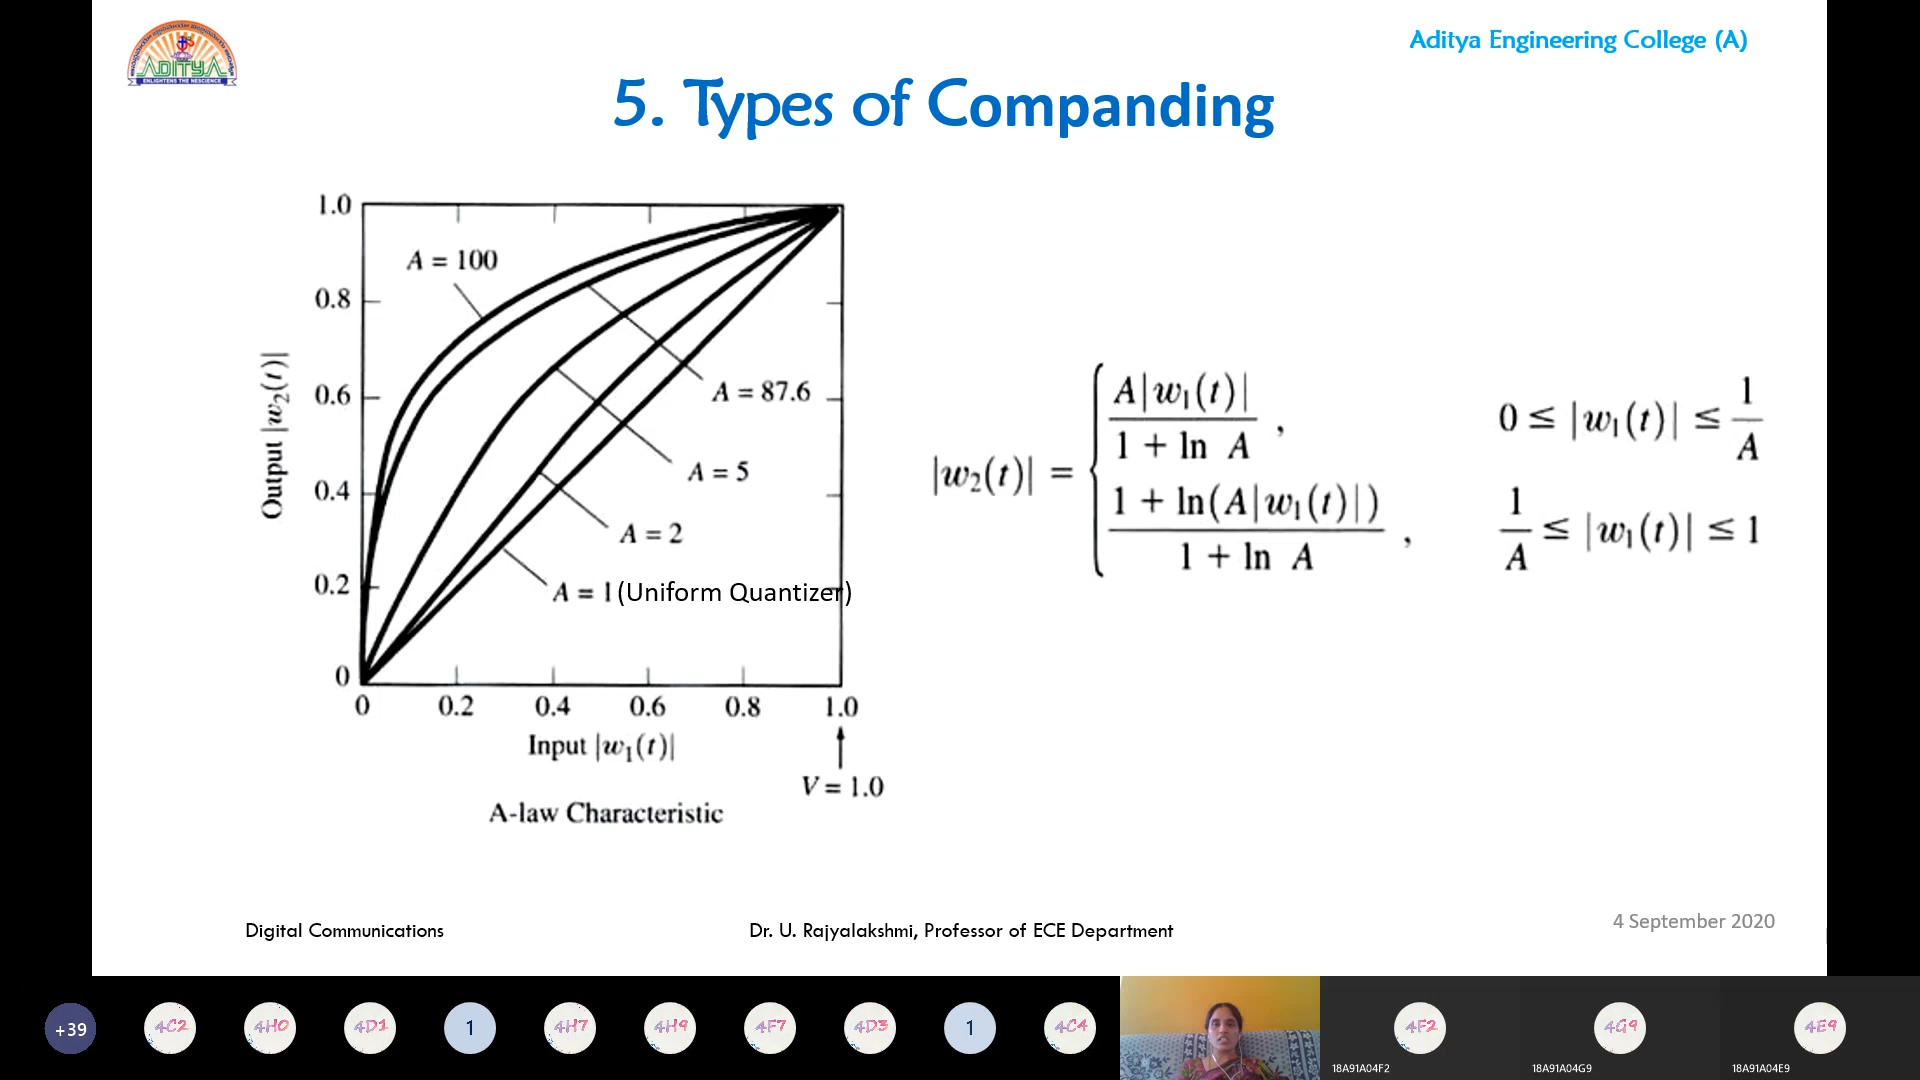 ADITYA
ENLIGHTENS THE NESCIENCE
Aditya Engineering College (A)
5. Types of Companding
1.0
0.8
0.6
0.4
0.2
0
Output |w₂(t)|
A = 100
A = 87.6
A = 5
A = 2
A = 1 (Uniform Quantizer)
0 0.2 0.4 0.6 0.8 1.0
Input |w₁(t)|
V = 1.0
A-law Characteristic
|w₂(t)| = { A|w₁(t)| / (1 + ln A) , 0 ≤ |w₁(t)| ≤ 1/A
(1 + ln(A|w₁(t)|)) / (1 + ln A) , 1/A ≤ |w₁(t)| ≤ 1
Digital Communications
Dr. U. Rajyalakshmi, Professor of ECE Department
4 September 2020
+39 4C2 4H0 4D1 1 4H7 4H9 4F7 4D3 1 4C4 4F2 4G9 4E9
18A91A04F2 18A91A04G9 18A91A04E9